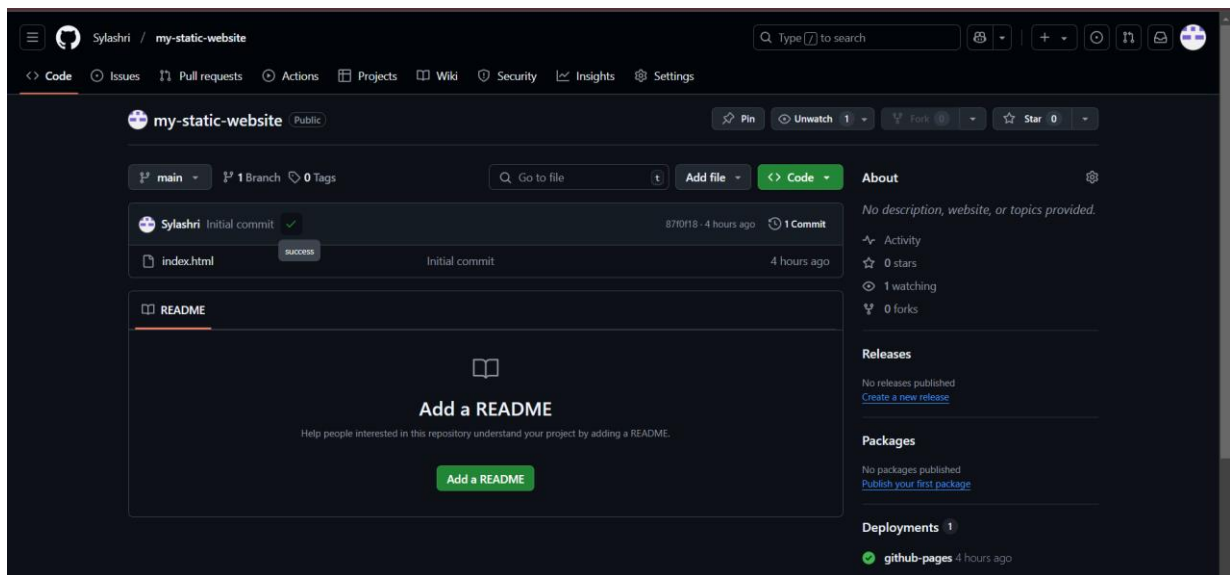 Sylashri / my-static-website
Type / to search
<> Code Issues Pull requests Actions Projects Wiki Security Insights Settings
my-static-website Public
Pin Unwatch 1 Fork 0 Star 0
main 1 Branch 0 Tags
Go to file t Add file <> Code
Sylashri Initial commit 87f0f18 · 4 hours ago 1 Commit
success
index.html Initial commit 4 hours ago
README
Add a README
Help people interested in this repository understand your project by adding a README.
Add a README
About
No description, website, or topics provided.
Activity
0 stars
1 watching
0 forks
Releases
No releases published
Create a new release
Packages
No packages published
Publish your first package
Deployments 1
github-pages 4 hours ago